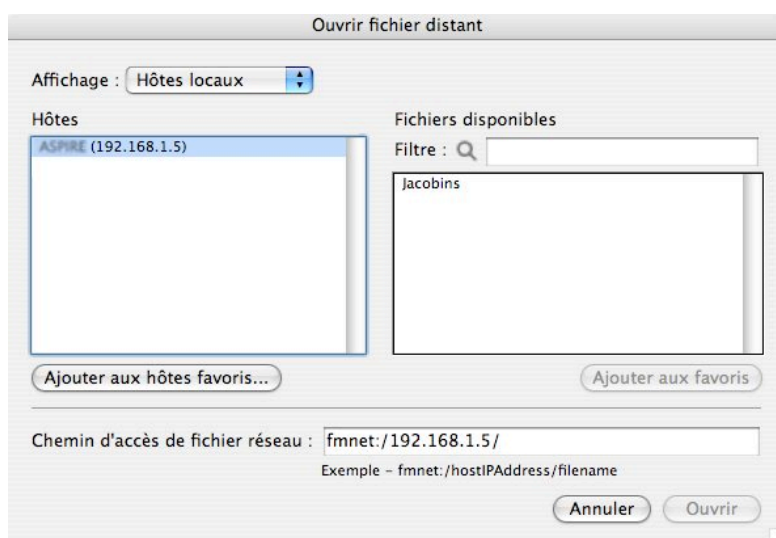 Ouvrir fichier distant
Affichage : Hôtes locaux
Hôtes
ASPIRE (192.168.1.5)
Ajouter aux hôtes favoris...
Fichiers disponibles
Filtre :
Jacobins
Ajouter aux favoris
Chemin d'accès de fichier réseau : fmnet:/192.168.1.5/
Exemple – fmnet:/hostIPAddress/filename
Annuler Ouvrir